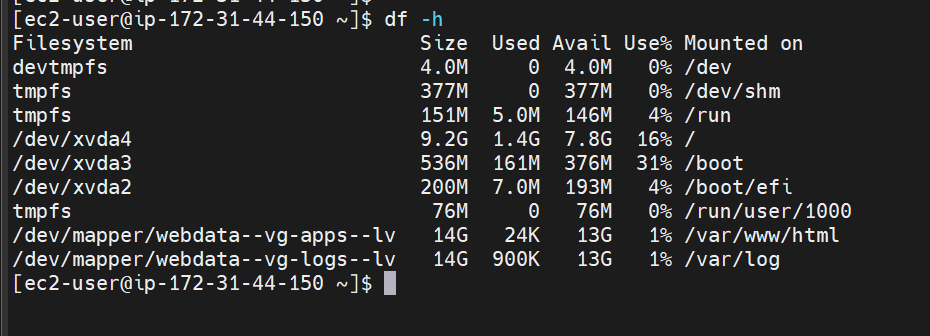 [ec2-user@ip-172-31-44-150 ~]$ df -h
Filesystem                        Size  Used Avail Use% Mounted on
devtmpfs                          4.0M     0  4.0M   0% /dev
tmpfs                             377M     0  377M   0% /dev/shm
tmpfs                             151M  5.0M  146M   4% /run
/dev/xvda4                        9.2G  1.4G  7.8G  16% /
/dev/xvda3                        536M  161M  376M  31% /boot
/dev/xvda2                        200M  7.0M  193M   4% /boot/efi
tmpfs                              76M     0   76M   0% /run/user/1000
/dev/mapper/webdata--vg-apps--lv   14G   24K   13G   1% /var/www/html
/dev/mapper/webdata--vg-logs--lv   14G  900K   13G   1% /var/log
[ec2-user@ip-172-31-44-150 ~]$